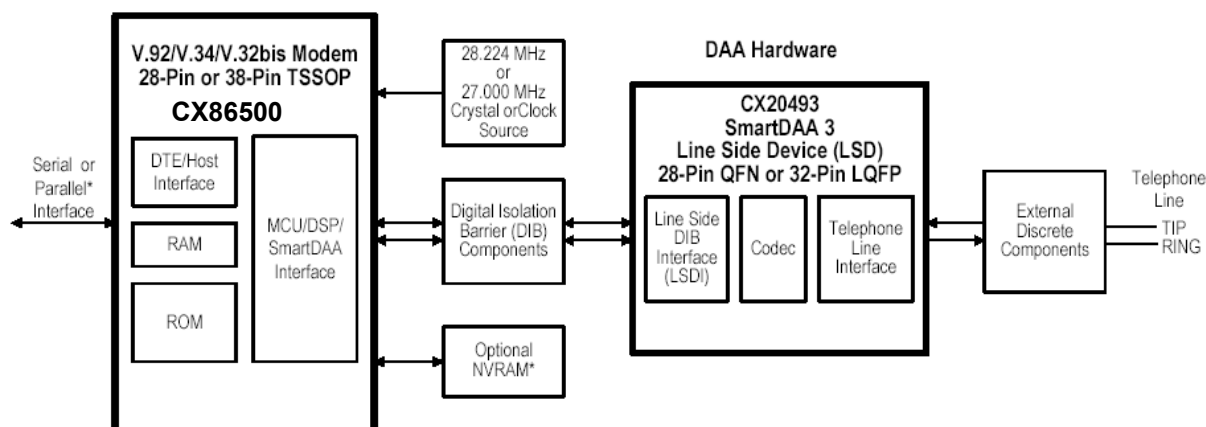 V.92/V.34/V.32bis Modem
28-Pin or 38-Pin TSSOP
CX86500
DTE/Host
Interface
RAM
ROM
MCU/DSP/
SmartDAA
Interface
Serial or
Parallel*
Interface
28.224 MHz
or
27.000 MHz
Crystal orClock
Source
Digital Isolation
Barrier (DIB)
Components
Optional
NVRAM*
DAA Hardware
CX20493
SmartDAA 3
Line Side Device (LSD)
28-Pin QFN or 32-Pin LQFP
Line Side
DIB
Interface
(LSDI)
Codec
Telephone
Line
Interface
External
Discrete
Components
Telephone
Line
TIP
RING